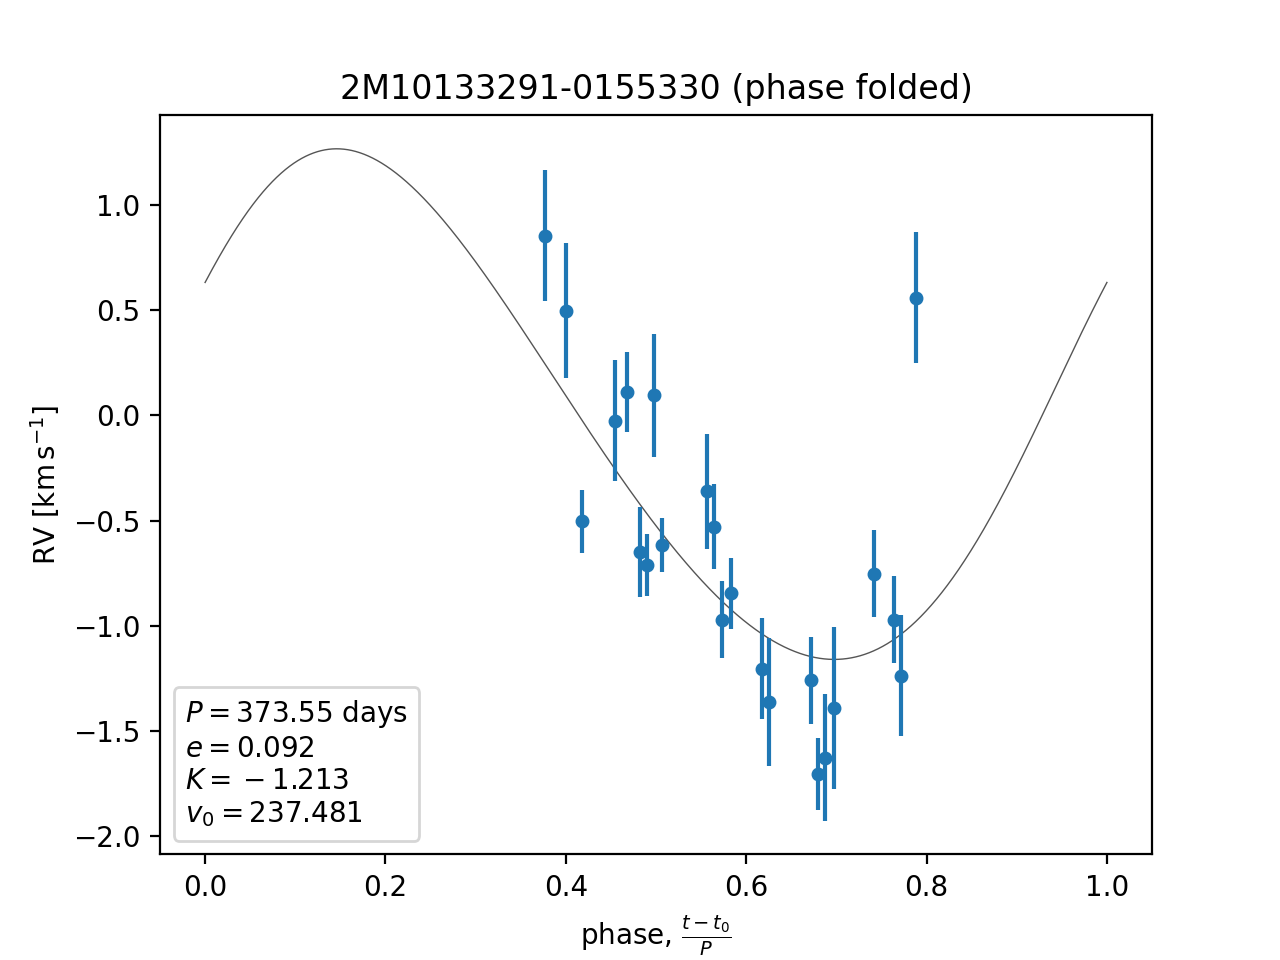 2M10133291-0155330 (phase folded)
1.0
0.5
0.0
−0.5
−1.0
−1.5
−2.0
RV [km s⁻¹]
P = 373.55 days
e = 0.092
K = −1.213
v₀ = 237.481
0.0 0.2 0.4 0.6 0.8 1.0
phase, (t − t₀)/P